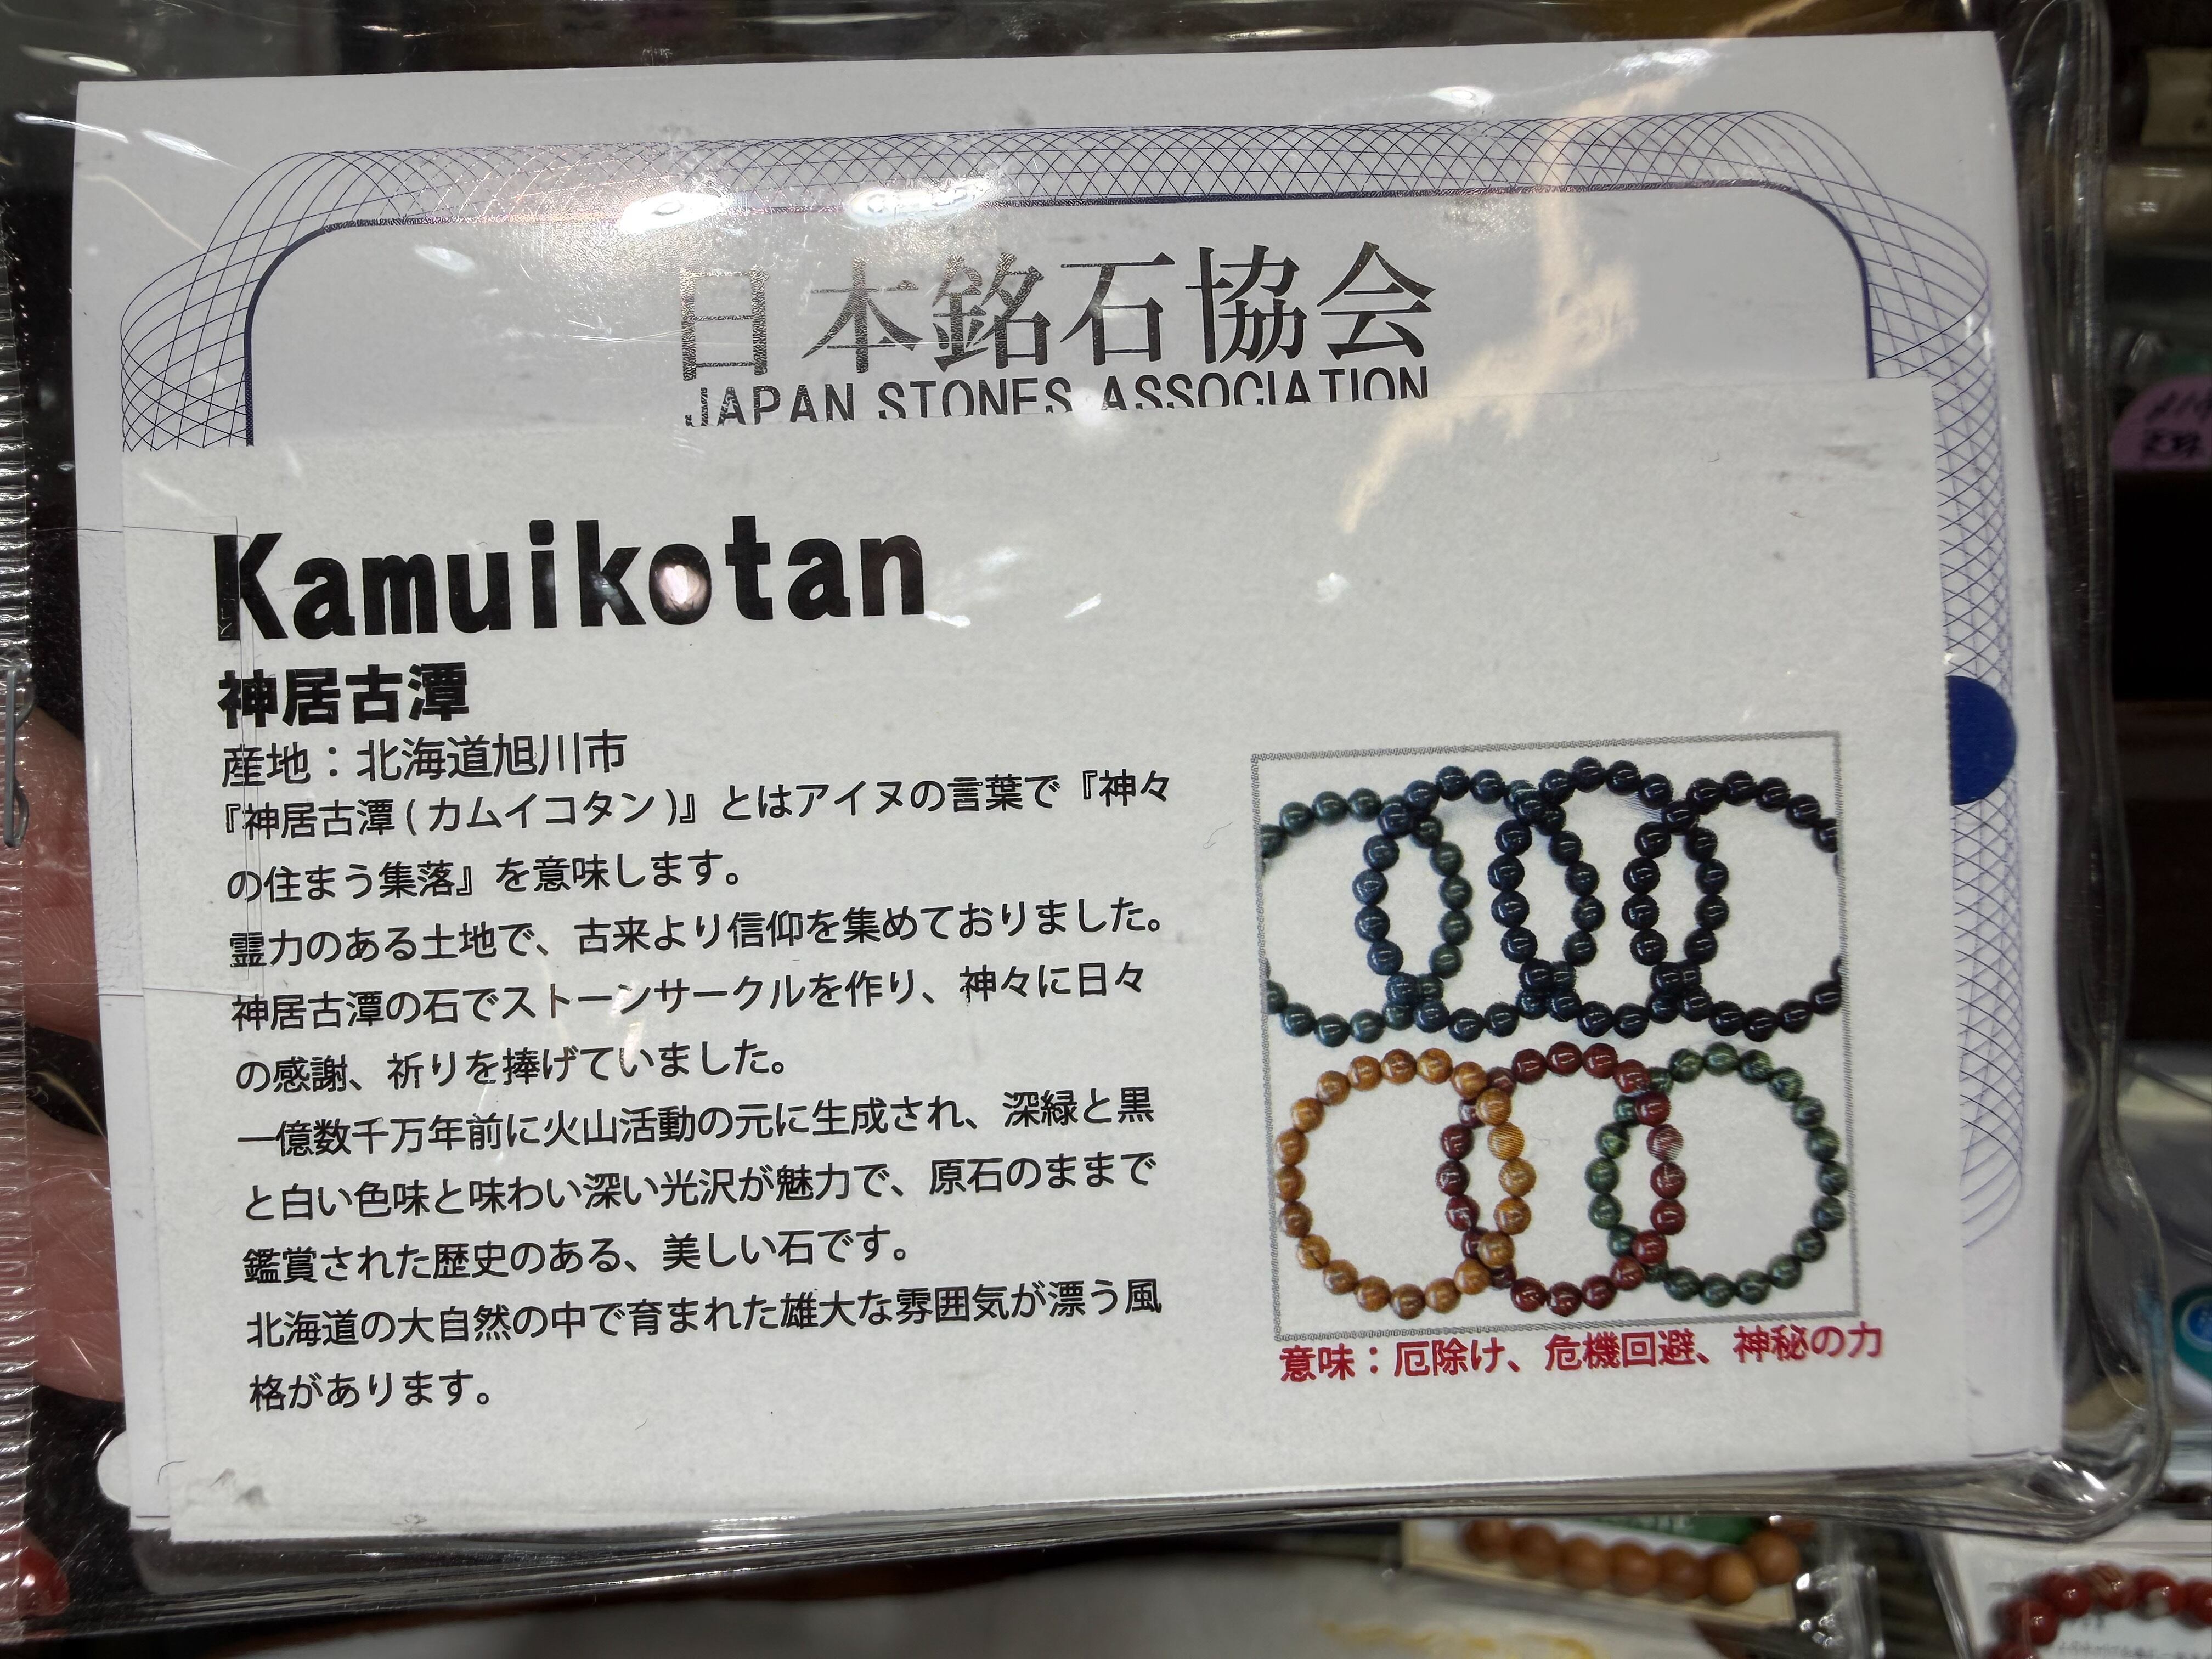 日本銘石協会
JAPAN STONES ASSOCIATION
Kamuikotan
神居古潭
産地：北海道旭川市
『神居古潭(カムイコタン)』とはアイヌの言葉で『神々
の住まう集落』を意味します。
霊力のある土地で、古来より信仰を集めておりました。
神居古潭の石でストーンサークルを作り、神々に日々
の感謝、祈りを捧げていました。
一億数千万年前に火山活動の元に生成され、深緑と黒
と白い色味と味わい深い光沢が魅力で、原石のままで
鑑賞された歴史のある、美しい石です。
北海道の大自然の中で育まれた雄大な雰囲気が漂う風
格があります。
意味：厄除け、危機回避、神秘の力